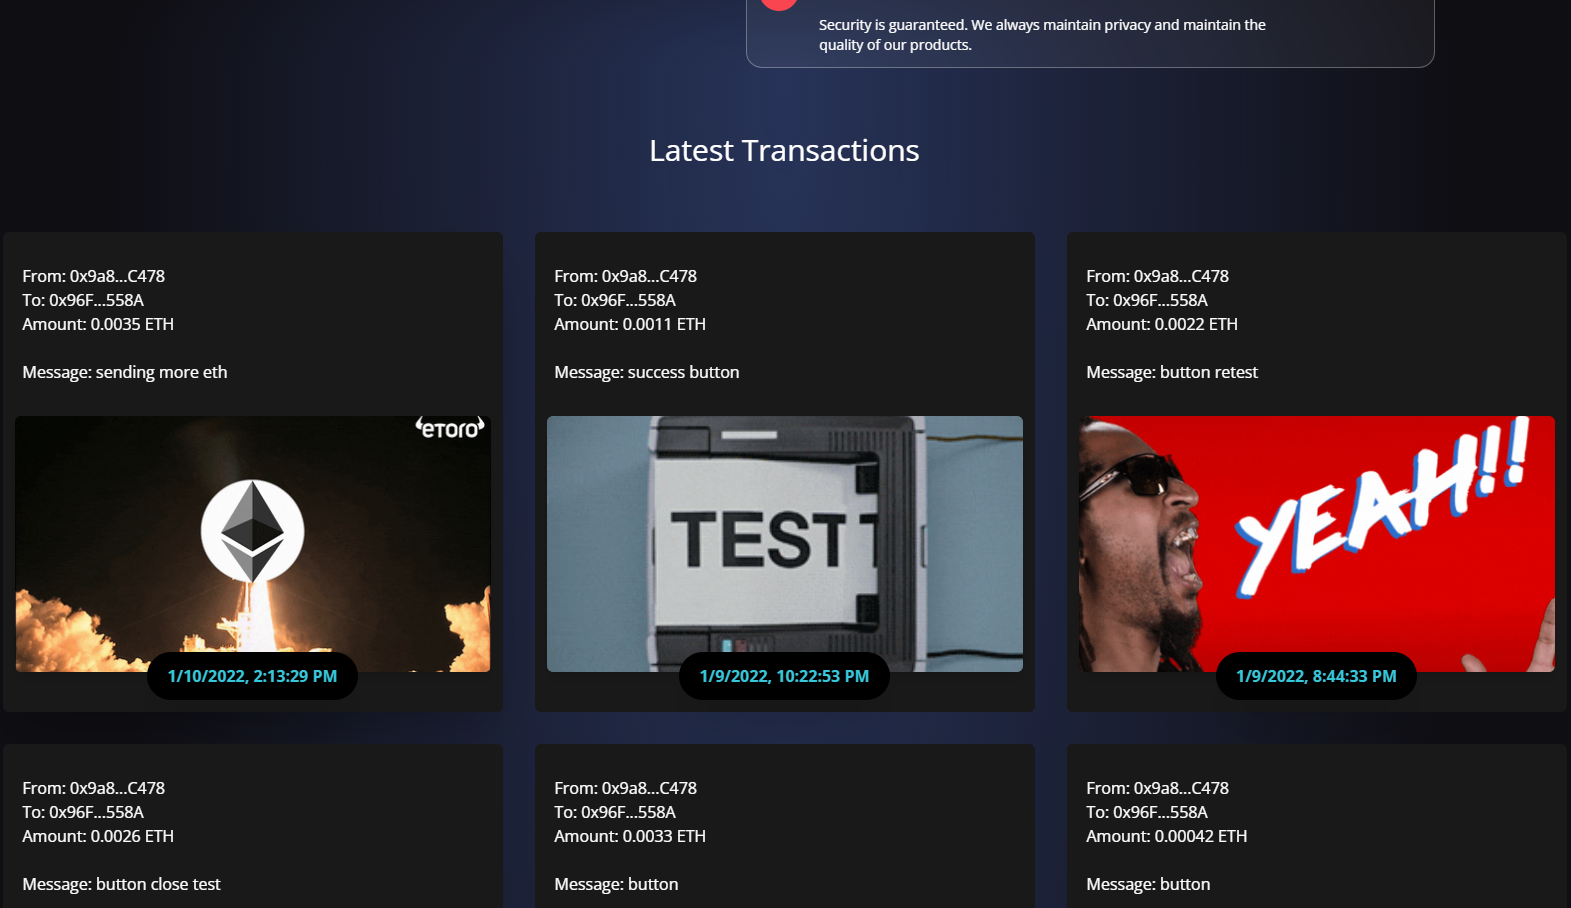 Security is guaranteed. We always maintain privacy and maintain the
quality of our products.
Latest Transactions
From: 0x9a8...C478
To: 0x96F...558A
Amount: 0.0035 ETH
Message: sending more eth
eTORO
1/10/2022, 2:13:29 PM
From: 0x9a8...C478
To: 0x96F...558A
Amount: 0.0011 ETH
Message: success button
TEST
1/9/2022, 10:22:53 PM
From: 0x9a8...C478
To: 0x96F...558A
Amount: 0.0022 ETH
Message: button retest
YEAH!!
1/9/2022, 8:44:33 PM
From: 0x9a8...C478
To: 0x96F...558A
Amount: 0.0026 ETH
Message: button close test
From: 0x9a8...C478
To: 0x96F...558A
Amount: 0.0033 ETH
Message: button
From: 0x9a8...C478
To: 0x96F...558A
Amount: 0.00042 ETH
Message: button